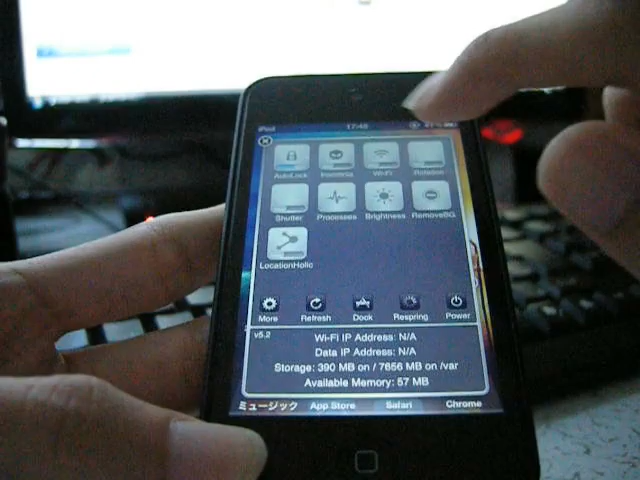 iPod 17:48
AutoLock Insomnia Wi-Fi Rotation
Shutter Processes Brightness RemoveBG
LocationHolic
More Refresh Dock Respring Power
v5.2
Wi-Fi IP Address: N/A
Data IP Address: N/A
Storage: 390 MB on / 7656 MB on /var
Available Memory: 57 MB
ミュージック App Store Safari Chrome